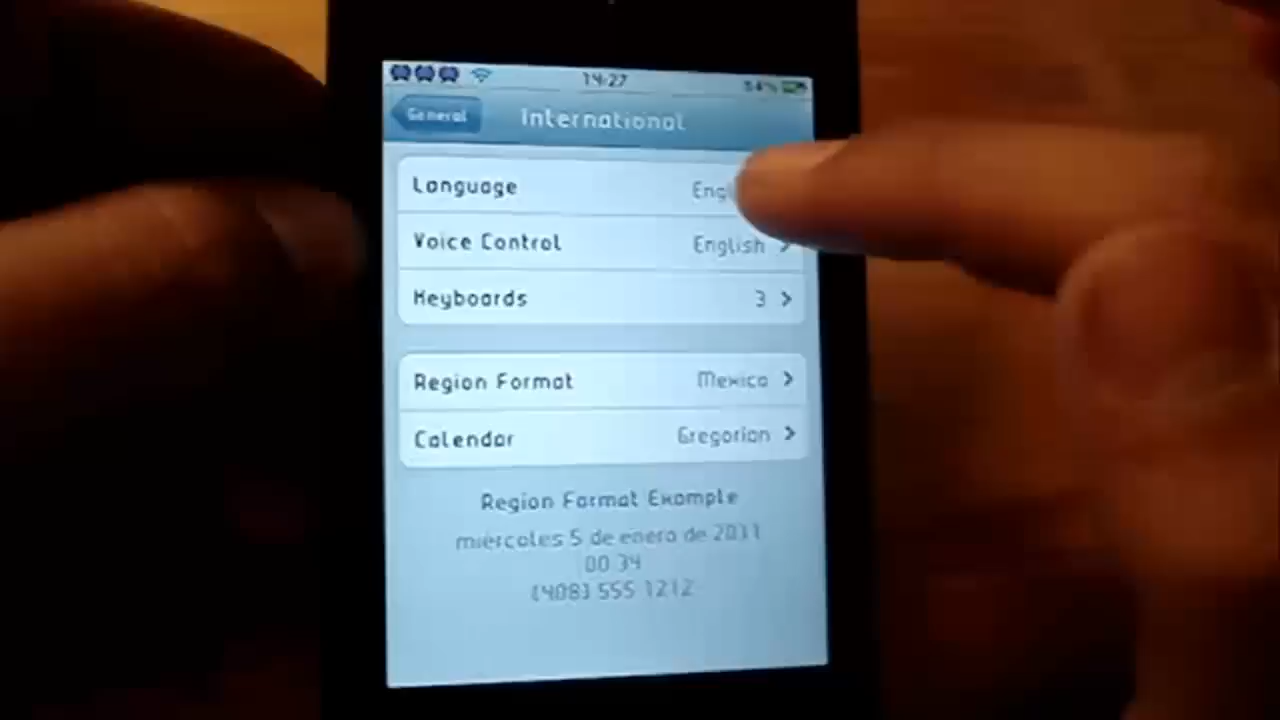 14:27
General
International
Language Engl
Voice Control English
Keyboards 3
Region Format Mexico
Calendar Gregorian
Region Format Example
miércoles 5 de enero de 2011
00:34
(408) 555 1212